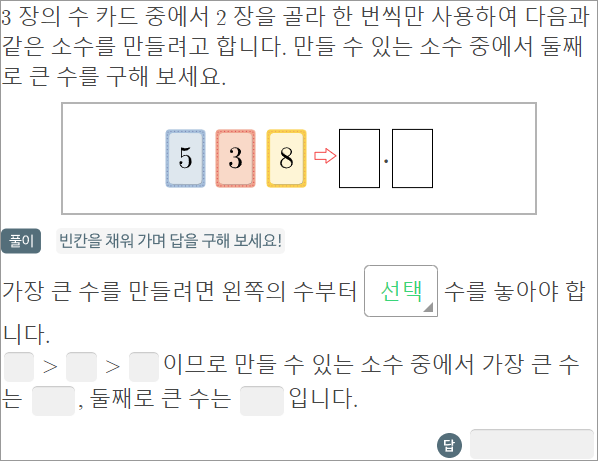 3 장의 수 카드 중에서 2 장을 골라 한 번씩만 사용하여 다음과
같은 소수를 만들려고 합니다. 만들 수 있는 소수 중에서 둘째
로 큰 수를 구해 보세요.
5 3 8 ⇨ .
풀이 빈칸을 채워 가며 답을 구해 보세요!
가장 큰 수를 만들려면 왼쪽의 수부터 선택 수를 놓아야 합
니다.
> > 이므로 만들 수 있는 소수 중에서 가장 큰 수
는 , 둘째로 큰 수는 입니다.
답